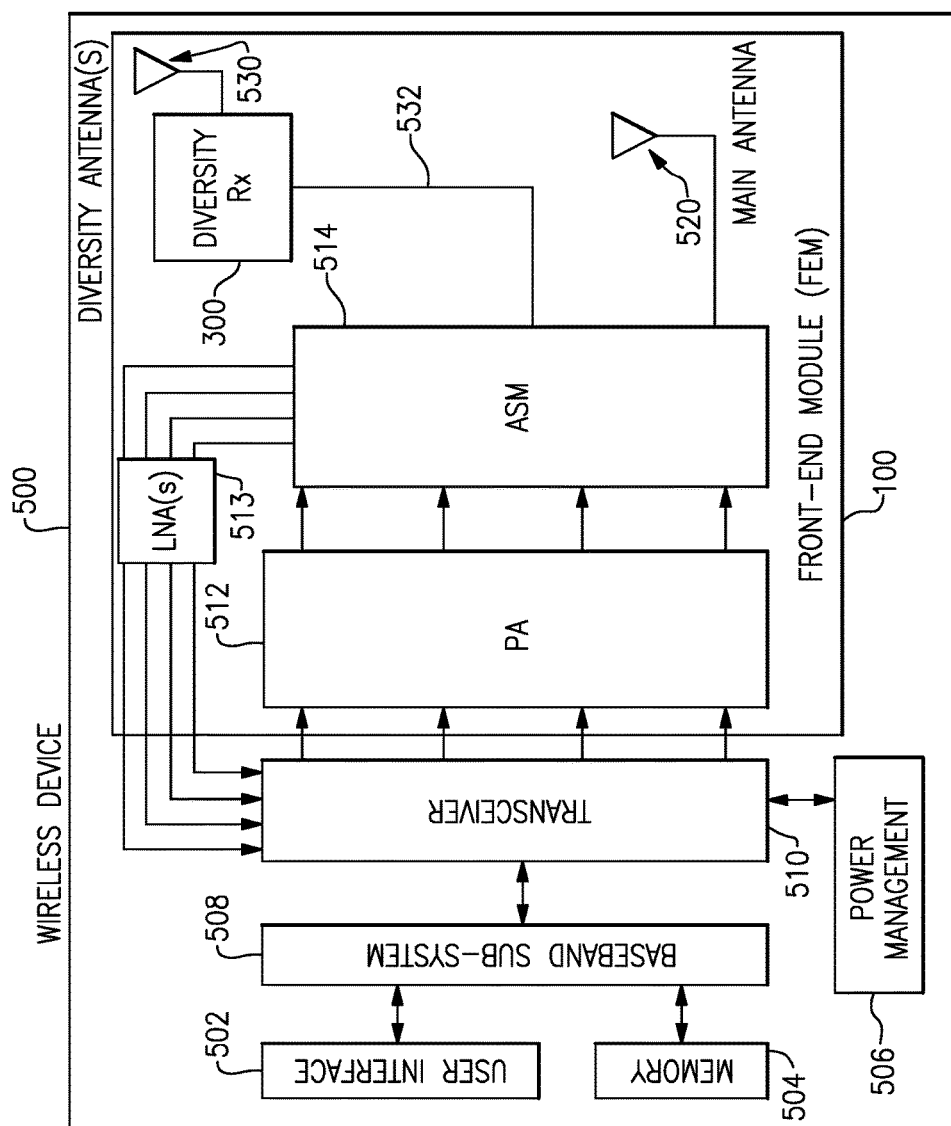 500
WIRELESS DEVICE
DIVERSITY ANTENNA(S)
530
DIVERSITY
Rx
300
532
514
LNA(s)
513
512
ASM
PA
520
MAIN ANTENNA
FRONT-END MODULE (FEM)
100
TRANSCEIVER
510
508
BASEBAND SUB-SYSTEM
502
USER INTERFACE
MEMORY
504
POWER
MANAGEMENT
506